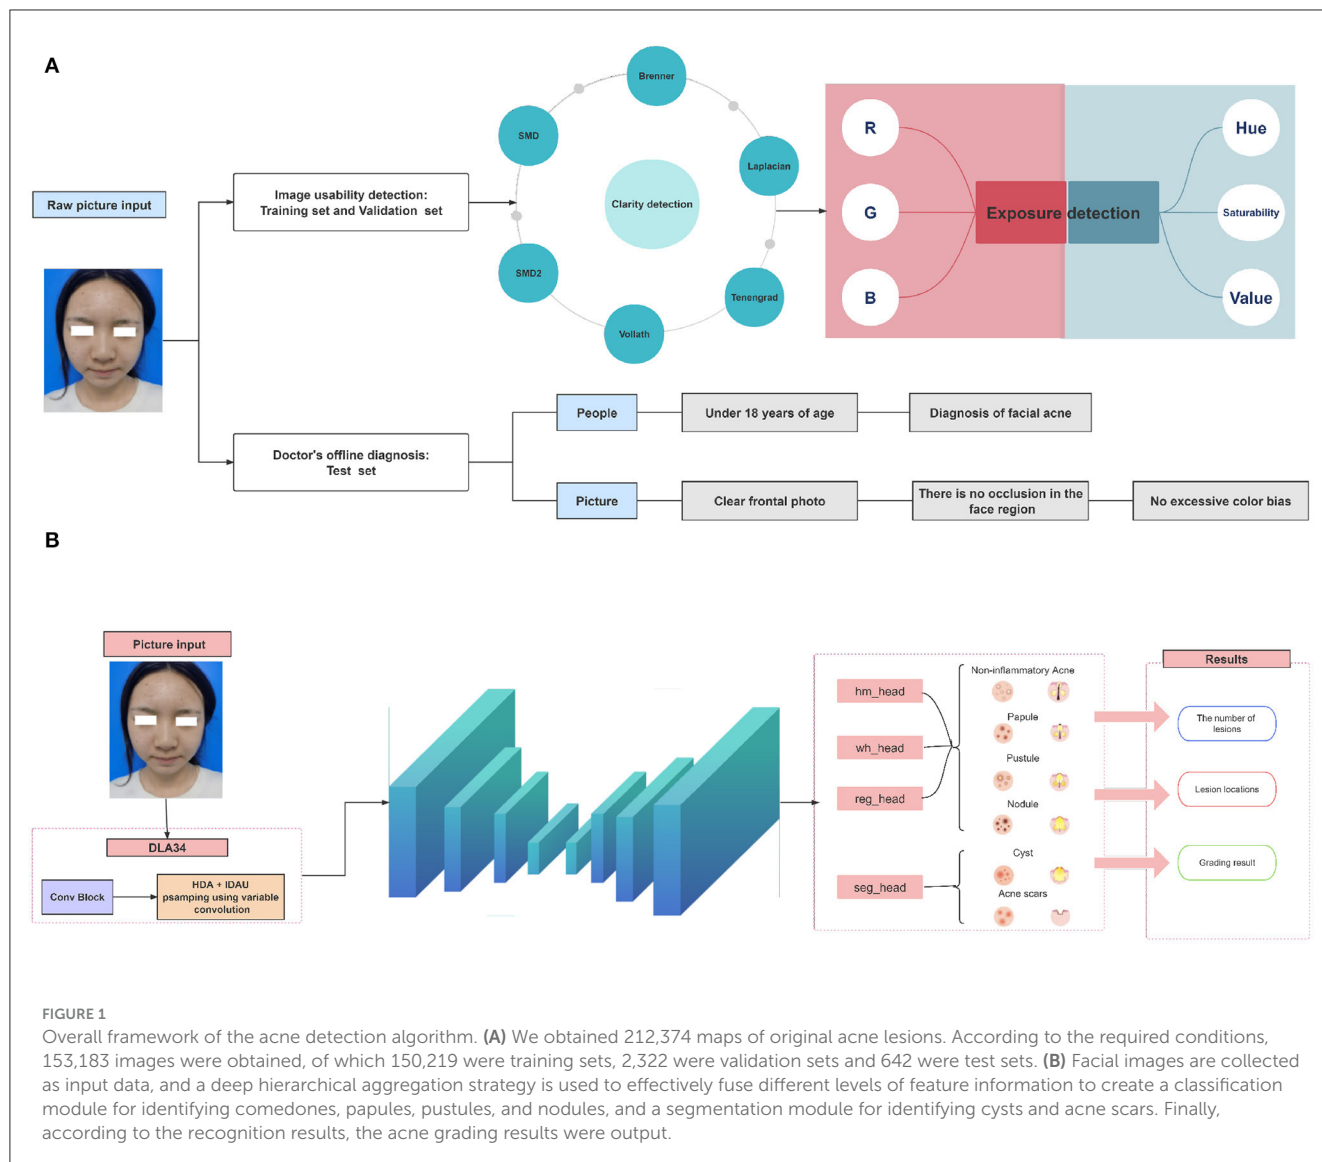 A
Raw picture input
Image usability detection:
Training set and Validation set
Brenner
SMD
Laplacian
Clarity detection
SMD2
Tenengrad
Vollath
R
G
B
Exposure detection
Hue
Saturability
Value
Doctor's offline diagnosis:
Test set
People
Under 18 years of age
Diagnosis of facial acne
Picture
Clear frontal photo
There is no occlusion in the
face region
No excessive color bias
B
Picture input
DLA34
Conv Block
HDA + IDAU
psamping using variable
convolution
hm_head
wh_head
reg_head
seg_head
Non-inflammatory Acne
Papule
Pustule
Nodule
Cyst
Acne scars
Results
The number of
lesions
Lesion locations
Grading result
FIGURE 1
Overall framework of the acne detection algorithm. (A) We obtained 212,374 maps of original acne lesions. According to the required conditions,
153,183 images were obtained, of which 150,219 were training sets, 2,322 were validation sets and 642 were test sets. (B) Facial images are collected
as input data, and a deep hierarchical aggregation strategy is used to effectively fuse different levels of feature information to create a classification
module for identifying comedones, papules, pustules, and nodules, and a segmentation module for identifying cysts and acne scars. Finally,
according to the recognition results, the acne grading results were output.